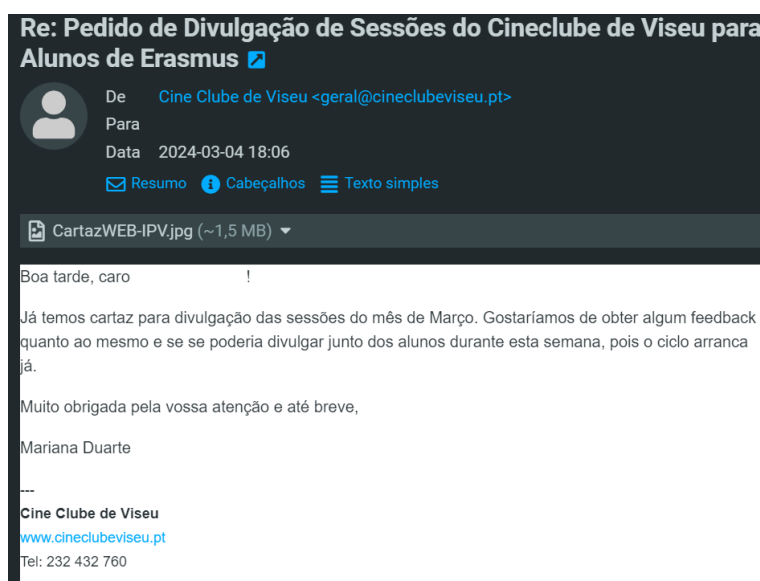 Re: Pedido de Divulgação de Sessões do Cineclube de Viseu para
Alunos de Erasmus
De Cine Clube de Viseu <geral@cineclubeviseu.pt>
Para
Data 2024-03-04 18:06
Resumo Cabeçalhos Texto simples
CartazWEB-IPV.jpg (~1,5 MB)
Boa tarde, caro !
Já temos cartaz para divulgação das sessões do mês de Março. Gostaríamos de obter algum feedback
quanto ao mesmo e se se poderia divulgar junto dos alunos durante esta semana, pois o ciclo arranca
já.
Muito obrigada pela vossa atenção e até breve,
Mariana Duarte
---
Cine Clube de Viseu
www.cineclubeviseu.pt
Tel: 232 432 760